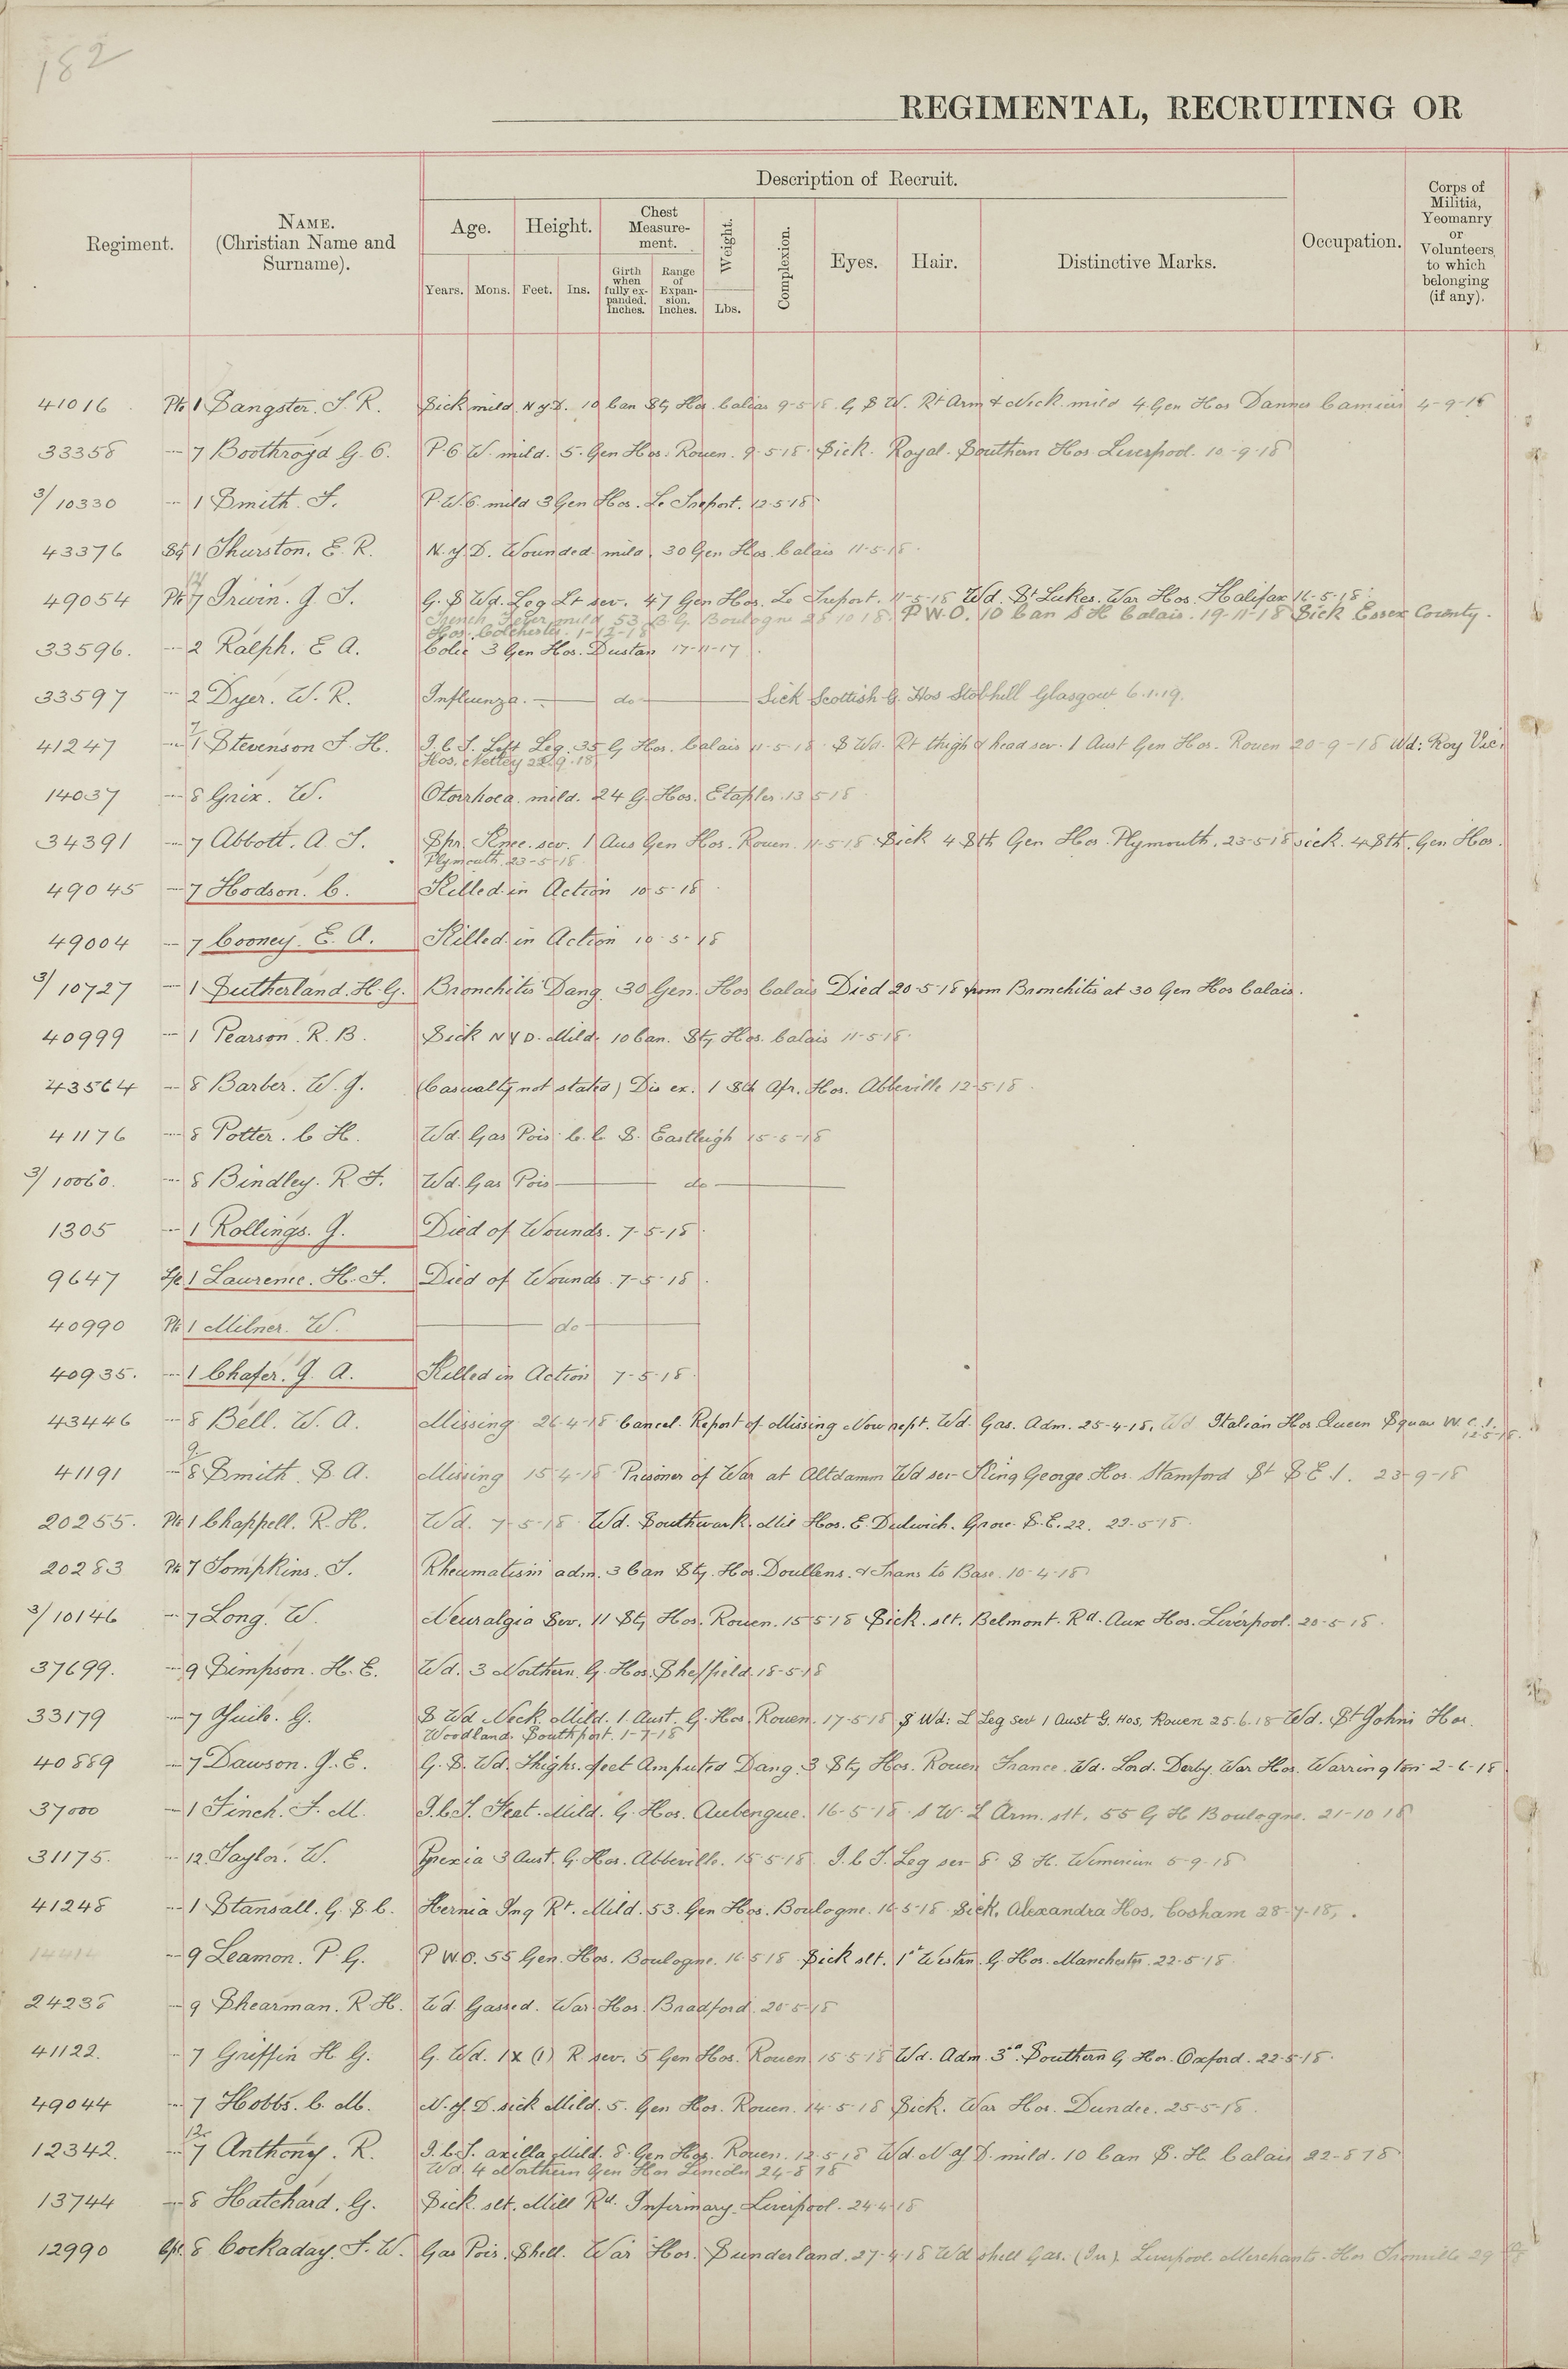 182
REGIMENTAL, RECRUITING OR
Regiment.
NAME.
(Christian Name and
Surname).
Description of Recruit.
Age.
Height.
Chest
Measure-
ment.
Weight.
Complexion.
Eyes.
Hair.
Distinctive Marks.
Occupation.
Corps of
Militia,
Yeomanry
or
Volunteers
to which
belonging
(if any).
Years.
Mons.
Feet.
Ins.
Girth
when
fully ex-
panded.
Inches.
Range
of
Expan-
sion.
Inches.
Lbs.
41016 Pte 1 Sangster. J. R. Sick mild N.Y.D. 10 Can Sty Hos. Calias 9-5-18. G S W. Rt Arm & Neck mild 4 Gen Hos Dannes Camiers 4-9-18
33358 — 7 Boothroyd G. C. mild. 5. Gen Hos. Rouen. 9.5.18. Sick. Royal. Southern Hos Liverpool. 10-9-18
3/10330 — 1 Smith. F. mild 3 Gen Hos. Le Treport. 12.5.18
43376 Sgt 1 Thurston. E. R. N.Y.D. Wounded mild. 30 Gen Hos. Calais 11-5-18.
49054 Pte 7 Irwin. G. T. G. S Wd. Leg Lt sev. 47 Gen Hos. Le Treport. 11-5-18 Wd. St Lukes. War Hos. Halifax 16-5-18.
Trench Fever mild 53 Boulogne 28 10 18. P W.O. 10 Can S H Calais. 19-11-18 Sick Essex County.
Hos. Colchester. 1-12-18
33596. — 2 Ralph. E A. Colic 3 Gen Hos. Dustan 17-11-17
33597 — 2 Dyer. W. R. Influenza. — do — Sick Scottish G. Hos Stobhill Glasgow 6.1.19.
41247 — 1 Stevenson F. H. I.C.T. Left Leg. 35 G Hos. Calais 11-5-18. S Wd. Rt thigh & head sev. 1 Aust Gen Hos. Rouen 20-9-18 Wd: Roy Vic:
Hos. Netley 22.9.18.
14037 — 8 Grix. W. Otorrhoea. mild. 24 G. Hos. Etaples. 13 5 18
34391 — 7 Abbott. A. J. Spr. Knee. sev. 1 Aus Gen Hos. Rouen. 11-5-18. Sick 4 Sth Gen Hos. Plymouth. 23-5-18 sick. 4. Sth. Gen Hos.
Plymouth. 23-5-18
49045 — 7 Hodson. C. Killed in Action 10-5-18
49004 — 7 Cooney. E. A. Killed in Action 10-5-18
3/10727 — 1 Sutherland. H. G. Bronchitis Dang. 30 Gen. Hos Calais Died 20-5-18 from Bronchitis at 30 Gen Hos Calais.
40999 — 1 Pearson. R. B. Sick N Y D. Mild. 10 Can. Sty Hos. Calais 11-5-18.
43564 — 8 Barber. W. G. (Casualty not stated) Dis ex. 1 Sth Afr. Hos. Abbeville 12-5-18
41176 — 8 Potter. C H. Wd. Gas Pois. C. C S. Eastleigh 15-5-18
3/10060. — 8 Bindley. R. F. Wd. Gas Pois — do —
1305 — 1 Rollings. G. Died of Wounds. 7-5-18
9647 L/c 1 Laurence. H. F. Died of Wounds. 7-5-18
40990 Pte 1 Milner. W. — do —
40935. — 1 Chafer. G. A. Killed in Action 7-5-18
43446 — 8 Bell. W. A. Missing 26-4-18 Cancel. Report of Missing Now rept. Wd. Gas. Adm. 25-4-18. Wd Italian Hos Queen Square W.C.1.
12-5-18.
41191 — 8 Smith. S A. Missing 15-4-18 Prisoner of War at Altdamm Wd sev King George Hos. Stamford St S E 1. 23-9-18
20255. Pte 1 Chappell. R. H. Wd. 7-5-18. Wd. Southwark. Mil Hos. E. Dulwich. Grove. S.E. 22. 22-5-18.
20283 Pte 7 Tompkins. T. Rheumatism adm. 3 Can Sty. Hos. Doullens. & Trans to Base. 10-4-18
3/10146 — 7 Long. W. Neuralgia Sev. 11 Sty Hos. Rouen. 15-5-18 Sick. slt. Belmont. Rd. Aux Hos. Liverpool. 20-5-18.
37699. — 9 Simpson. H. E. Wd. 3 Northern. G. Hos. Sheffield. 18-5-18
33179 — 7 G. S Wd Neck. Mild. 1. Aust. G. Hos. Rouen. 17-5-18 S Wd: L Leg sev 1 Aust G. Hos. Rouen 25.6.18 Wd. St Johns Hos.
Woodland. Southport. 1-7-18
40889 — 7 Dawson. G. E. G. S. Wd. Thighs. feet Amputed Dang. 3 Sty Hos. Rouen France. Wd. Lord. Derby War Hos. Warrington 2-6-18
37000 — 1 Finch. F. M. I.C.T. Feet. Mild. G. Hos. Aubengue. 16-5-18. S W. L Arm. slt. 55 G H Boulogne. 21-10 18
31175. — 12. Taylor. W. Pyrexia 3 Aust. G. Hos. Abbeville. 15-5-18. I.C.T. Leg sev 8. S H. Wimereux 5-9-18
41248 — 1 Stansall. G. S. C. Hernia Ing Rt. Mild. 53. Gen Hos. Boulogne. 16-5-18 Sick. Alexandra Hos. Cosham 28-7-18.
14414 — 9 Leamon. P. G. P W.O. 55 Gen. Hos. Boulogne. 16 5 18 Sick slt. 1st Western. G. Hos. Manchester. 22-5-18.
24238 — 9 Shearman. R. H. Wd Gassed. War Hos. Bradford. 20-5-18
41122. — 7 Griffin H G. G. Wd. 1X (1) R. sev. 5 Gen Hos. Rouen 15-5-18 Wd. Adm. 3rd. Southern G Hos. Oxford. 22-5-18.
49044 — 7 Hobbs. C. M. N.Y.D. sick Mild. 5. Gen Hos. Rouen. 14-5-18 Sick. War Hos. Dundee. 25-5-18.
12342. — 7 Anthony. R. I.C.T. axilla Mild. 8. Gen Hos. Rouen. 12-5-18 Wd. N Y D. mild. 10 Can S. H. Calais 22-8 18
Wd. 4 Northern Gen Hos Lincoln 24-8 18
13744 — 8 Hatchard. G. Sick. slt. Mill Rd. Infirmary. Liverpool. 24-4-18
12990 Cpl. 8 Cockaday. F. W. Gas Pois. Shell. War Hos. Sunderland. 27-4-18 Wd shell Gas. Liverpool. Merchants. Hos 29